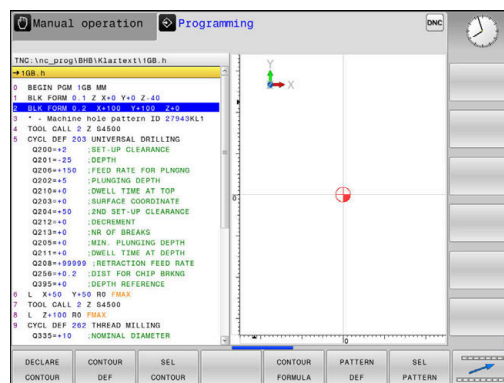 Manual operation
Programming
DNC
TNC:\nc_prog\BHB\Klartext\1GB.h
→1GB.h
0 BEGIN PGM 1GB MM
1 BLK FORM 0.1 Z X+0 Y+0 Z-40
2 BLK FORM 0.2 X+100 Y+100 Z+0
3 * - Machine hole pattern ID 27943KL1
4 TOOL CALL 2 Z S4500
5 CYCL DEF 203 UNIVERSAL DRILLING
Q200=+2 ;SET-UP CLEARANCE
Q201=-25 ;DEPTH
Q206=+150 ;FEED RATE FOR PLNGNG
Q202=+5 ;PLUNGING DEPTH
Q210=+0 ;DWELL TIME AT TOP
Q203=+0 ;SURFACE COORDINATE
Q204=+50 ;2ND SET-UP CLEARANCE
Q212=+0 ;DECREMENT
Q213=+0 ;NR OF BREAKS
Q205=+0 ;MIN. PLUNGING DEPTH
Q211=+0 ;DWELL TIME AT DEPTH
Q208=+99999 ;RETRACTION FEED RATE
Q256=+0.2 ;DIST FOR CHIP BRKNG
Q395=+0 ;DEPTH REFERENCE
6 L X+50 Y+50 R0 FMAX
7 TOOL CALL 2 Z S4500
8 L Z+100 R0 FMAX
9 CYCL DEF 262 THREAD MILLING
Q335=+10 ;NOMINAL DIAMETER
Y
X
0
0
DECLARE CONTOUR
CONTOUR DEF
SEL CONTOUR
CONTOUR FORMULA
PATTERN DEF
SEL PATTERN